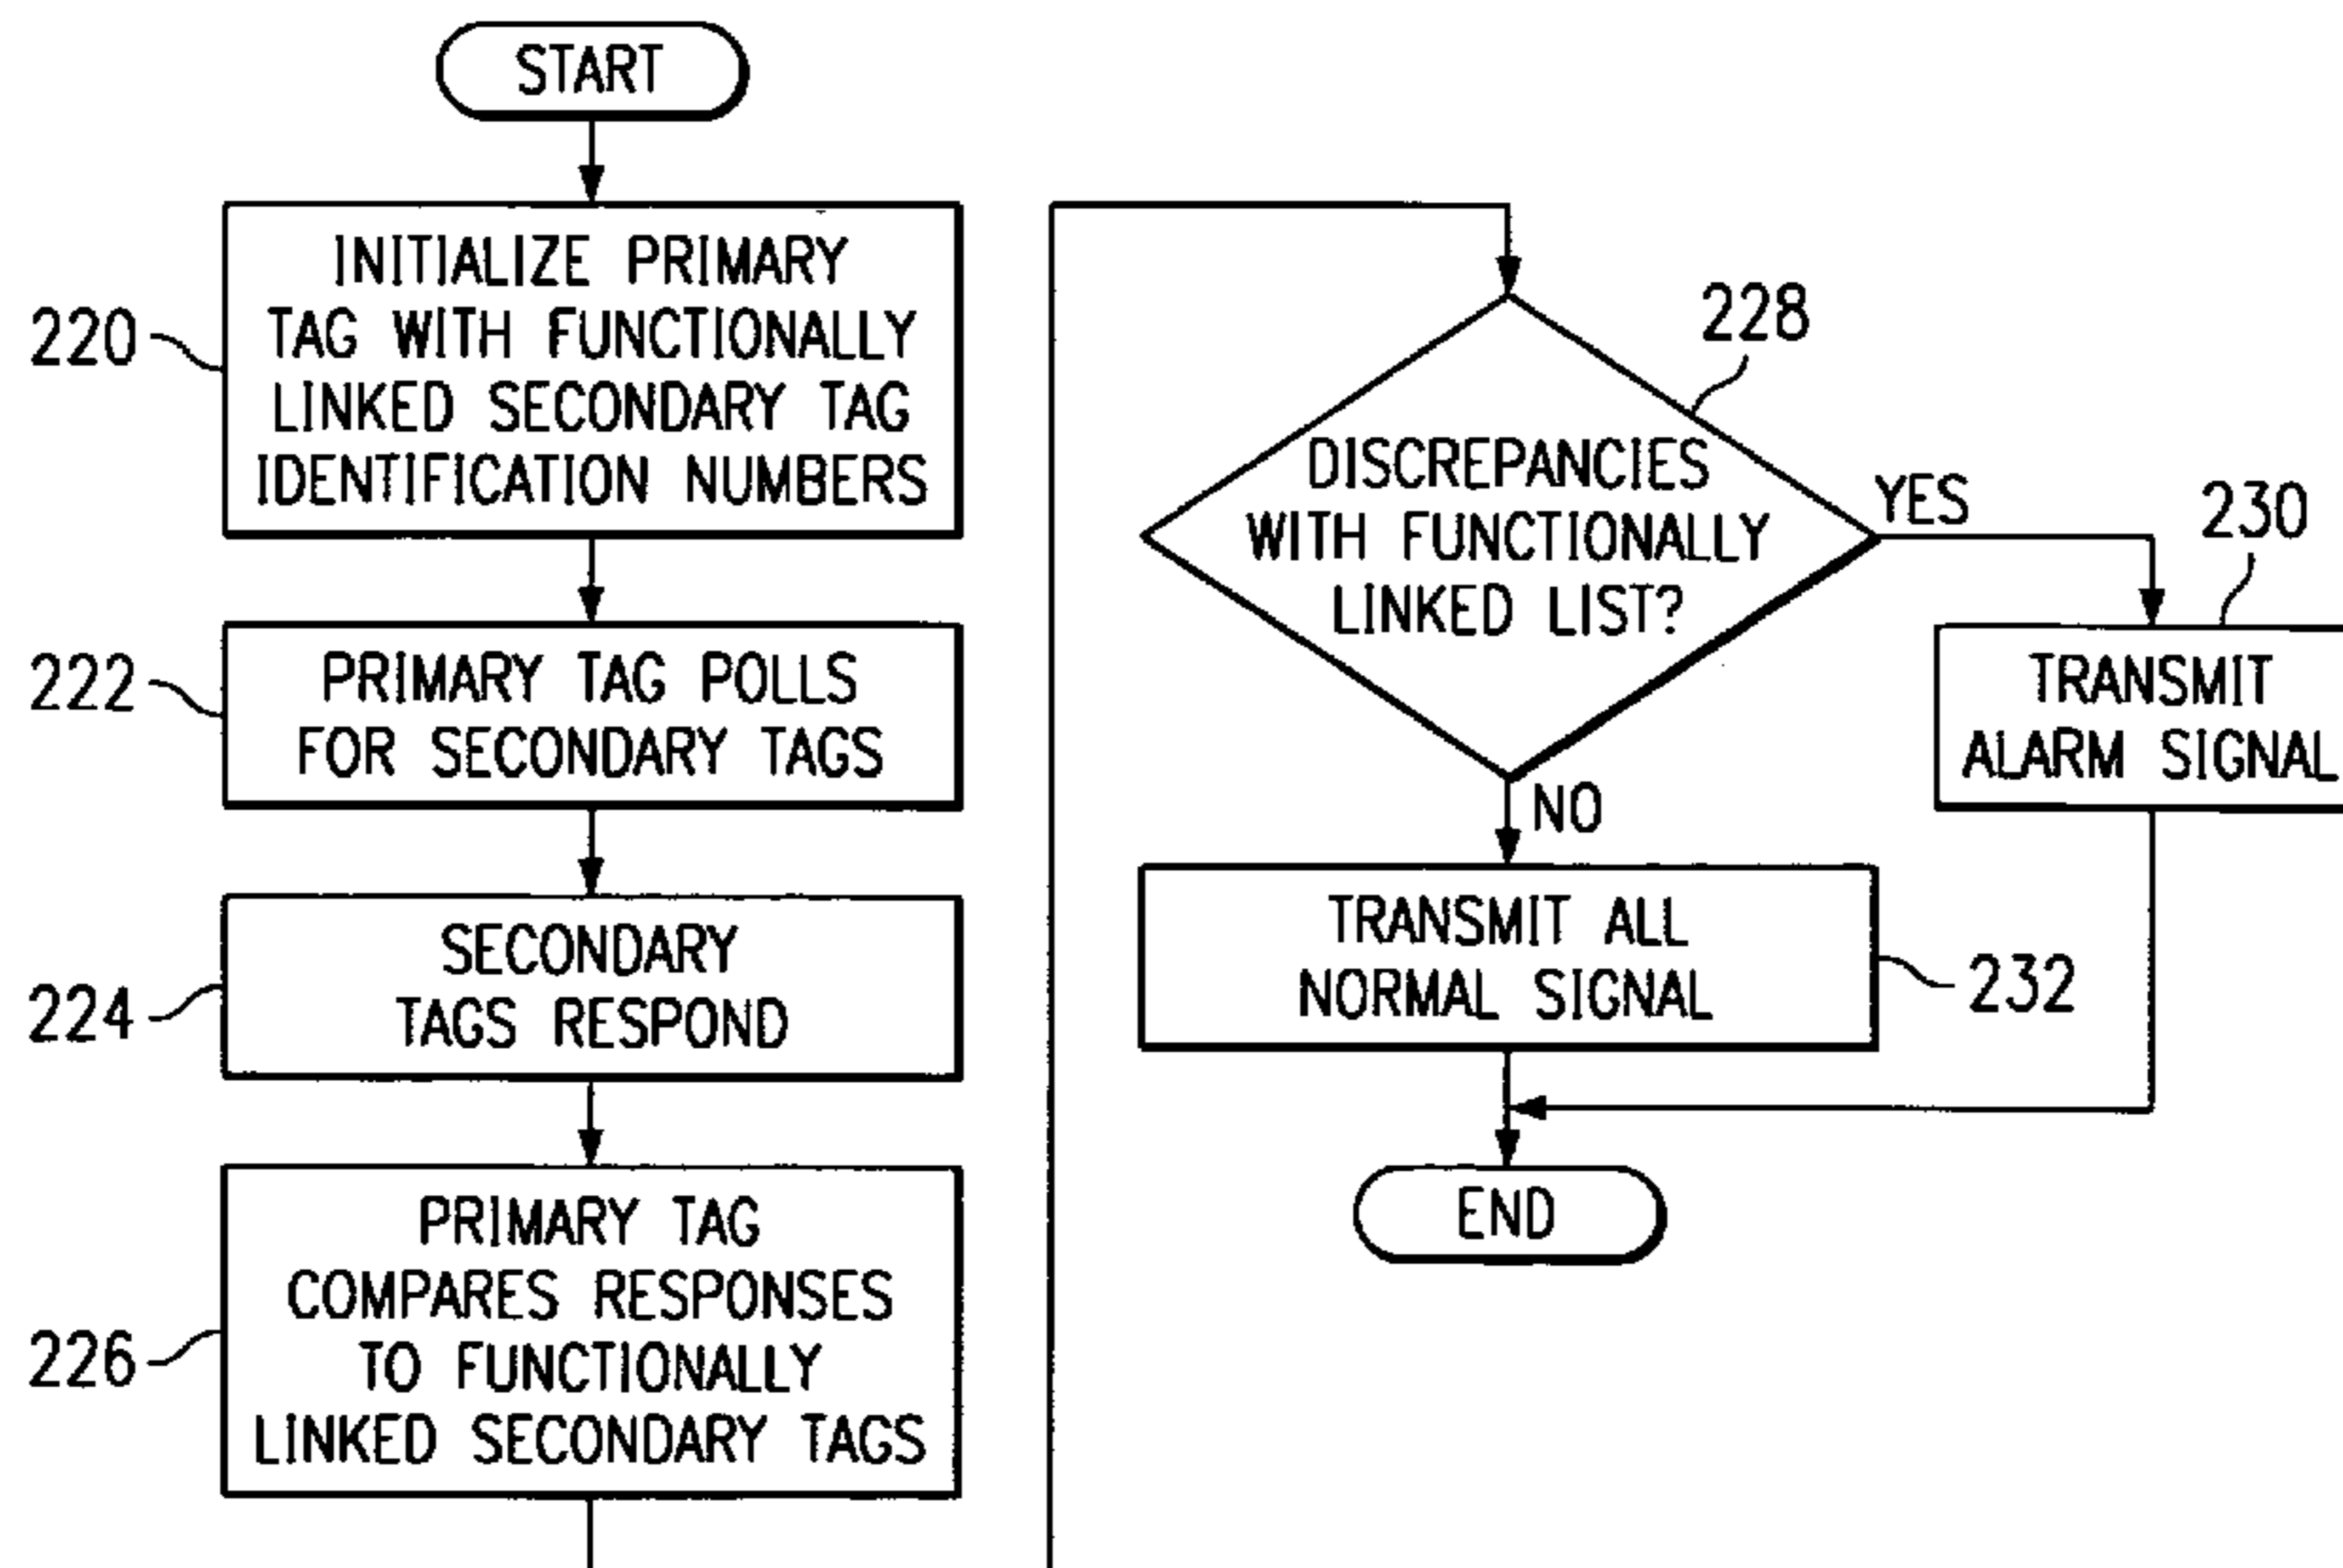 START
220
INITIALIZE PRIMARY
TAG WITH FUNCTIONALLY
LINKED SECONDARY TAG
IDENTIFICATION NUMBERS
222
PRIMARY TAG POLLS
FOR SECONDARY TAGS
224
SECONDARY
TAGS RESPOND
226
PRIMARY TAG
COMPARES RESPONSES
TO FUNCTIONALLY
LINKED SECONDARY TAGS
228
DISCREPANCIES
WITH FUNCTIONALLY
LINKED LIST?
YES
230
TRANSMIT
ALARM SIGNAL
NO
TRANSMIT ALL
NORMAL SIGNAL
232
END